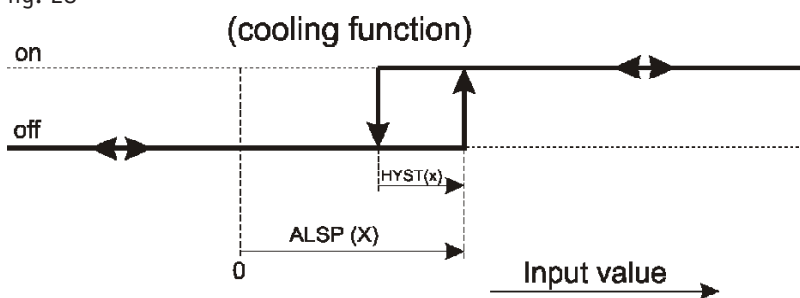 (cooling function)
on
off
HYST(x)
ALSP (X)
0
Input value